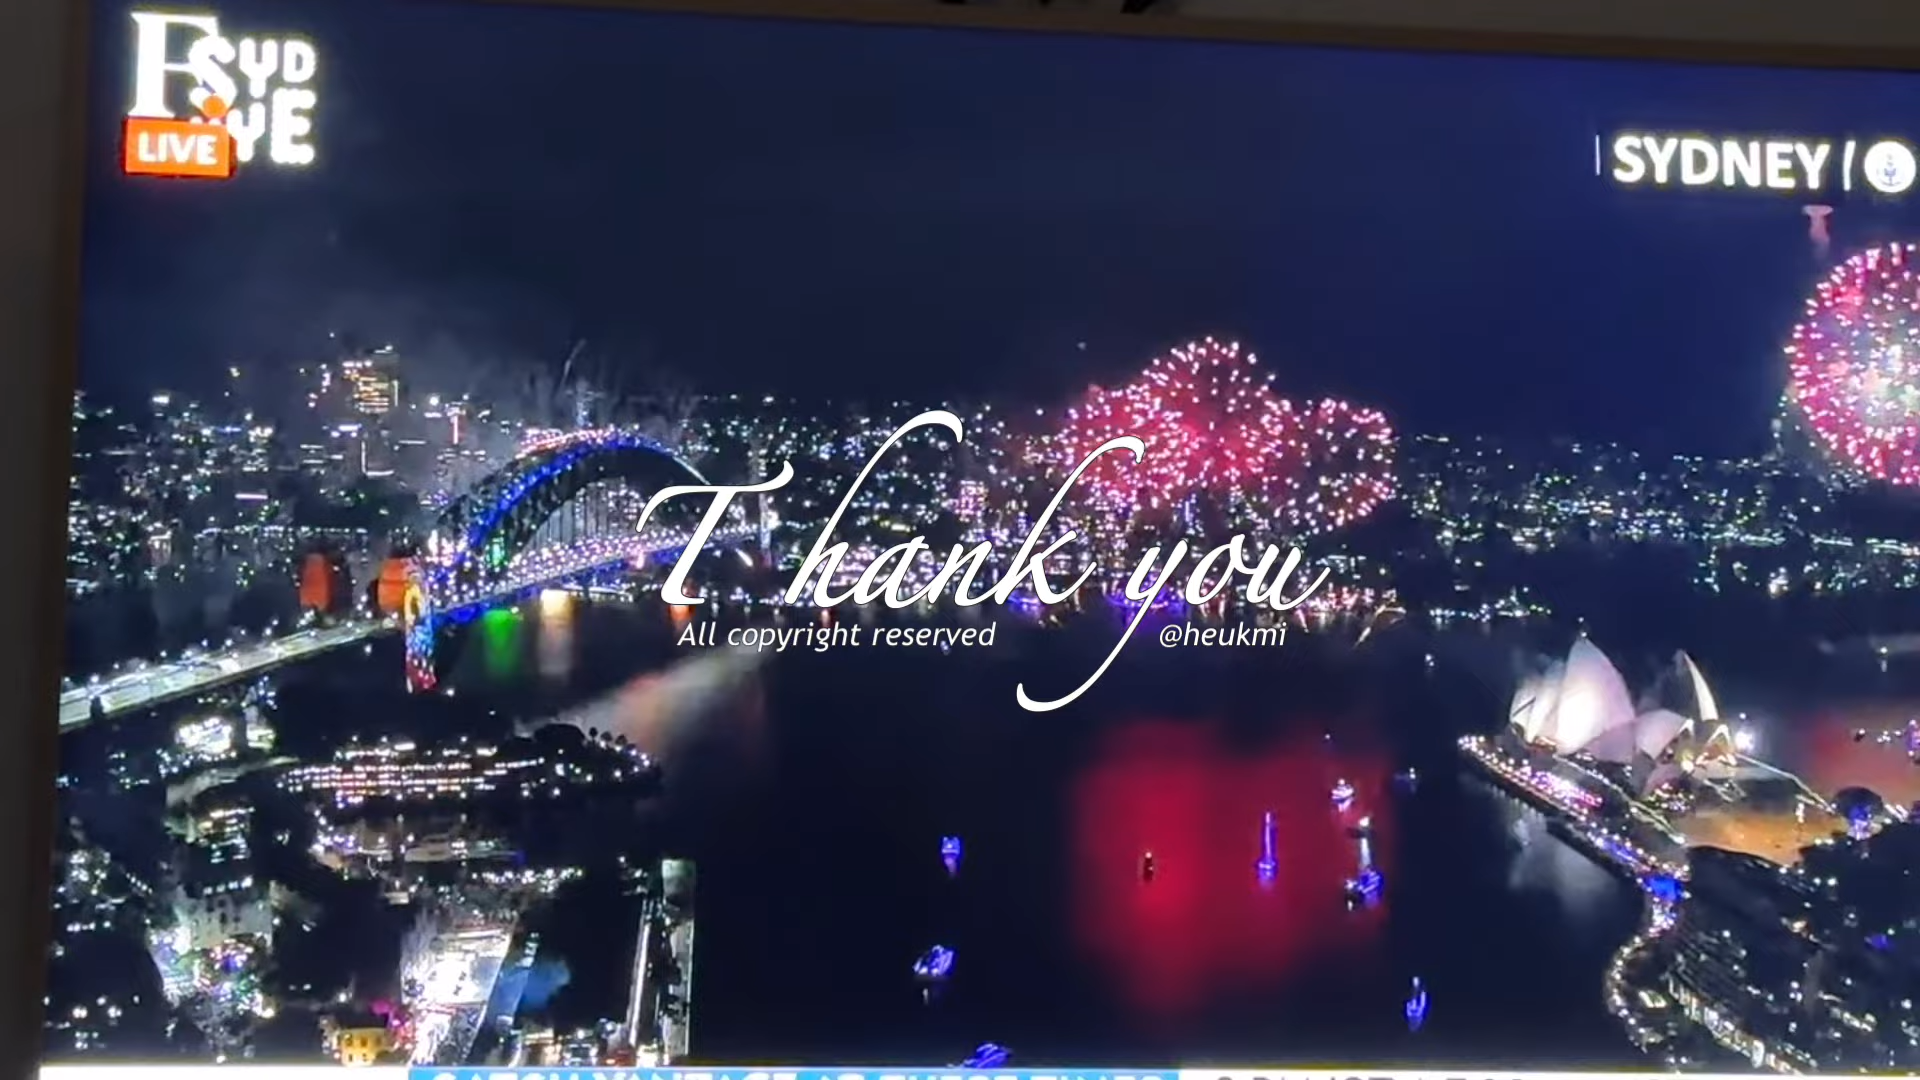 SYD
NYE
LIVE
SYDNEY
Thank you
All copyright reserved @heukmi